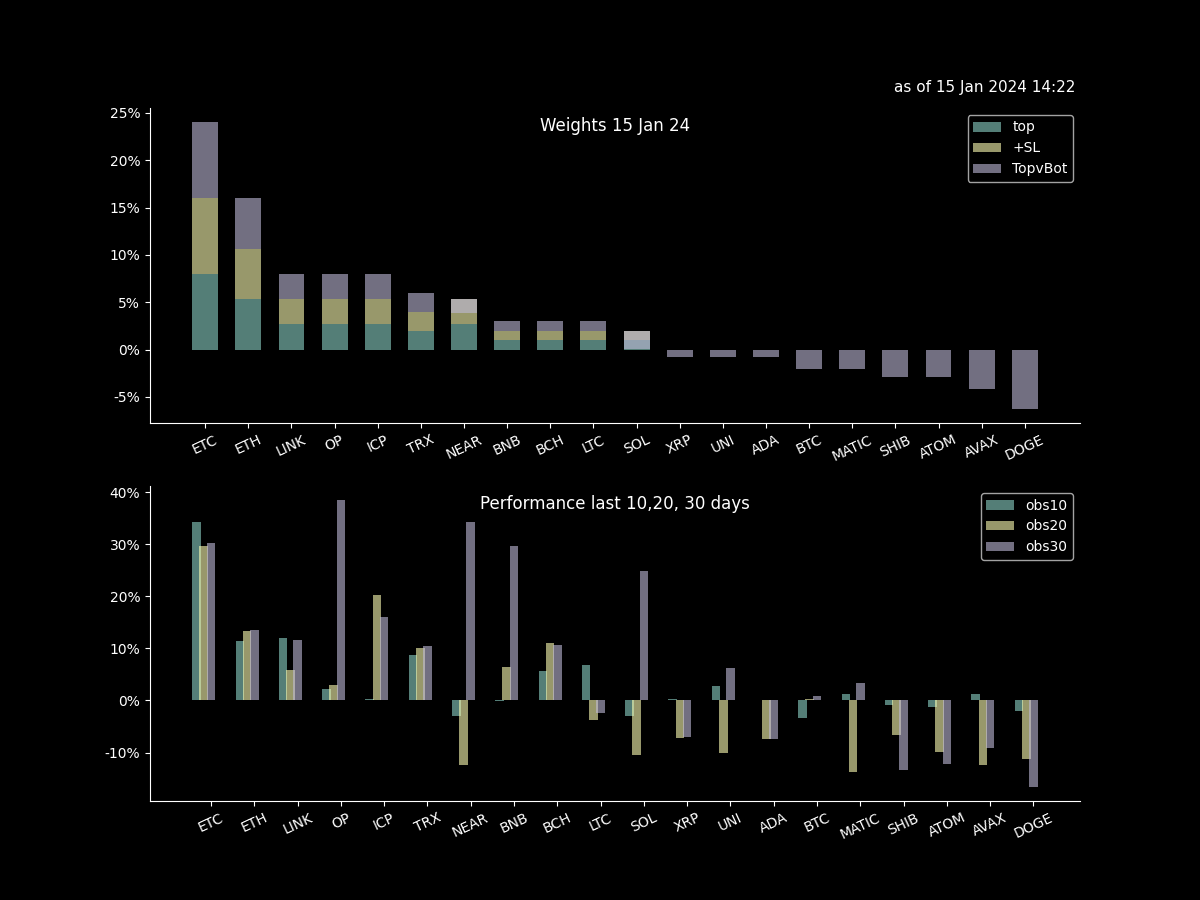 as of 15 Jan 2024 14:22
Weights 15 Jan 24
top
+SL
TopvBot
25%
20%
15%
10%
5%
0%
-5%
ETC ETH LINK OP ICP TRX NEAR BNB BCH LTC SOL XRP UNI ADA BTC MATIC SHIB ATOM AVAX DOGE
Performance last 10,20, 30 days
obs10
obs20
obs30
40%
30%
20%
10%
0%
-10%
ETC ETH LINK OP ICP TRX NEAR BNB BCH LTC SOL XRP UNI ADA BTC MATIC SHIB ATOM AVAX DOGE